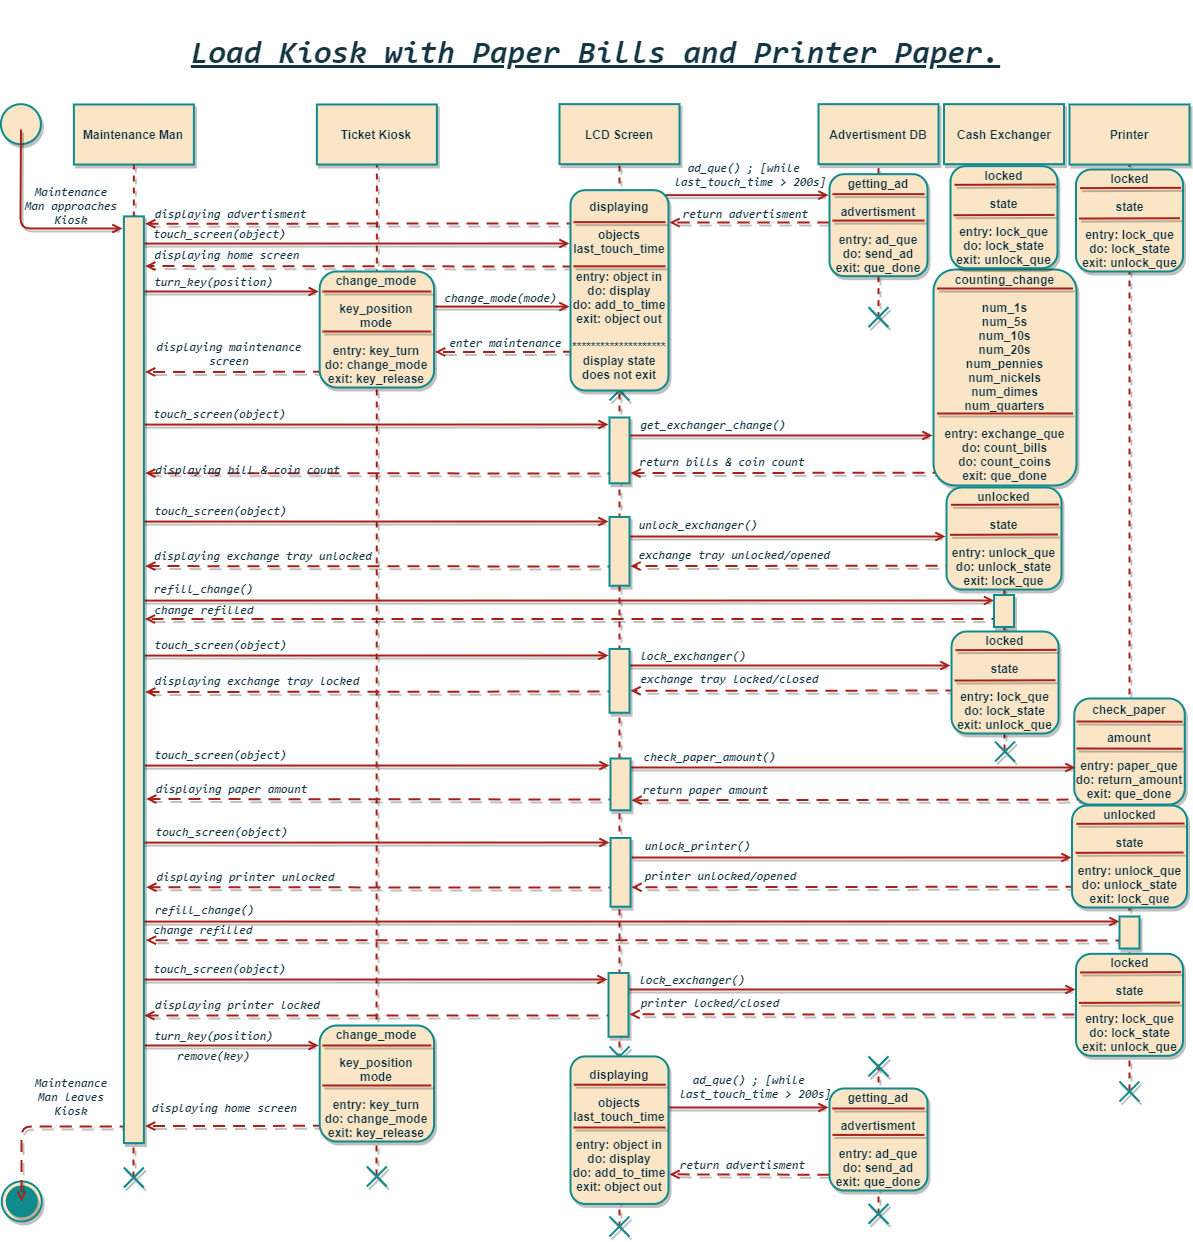 Load Kiosk with Paper Bills and Printer Paper.
Maintenance Man
Ticket Kiosk
LCD Screen
Advertisment DB
Cash Exchanger
Printer
Maintenance
Man approaches
Kiosk
ad_que() ; [while
last_touch_time > 200s]
displaying
objects
last_touch_time
entry: object in
do: display
do: add_to_time
exit: object out
********************
display state
does not exit
getting_ad
advertisment
entry: ad_que
do: send_ad
exit: que_done
locked
state
entry: lock_que
do: lock_state
exit: unlock_que
locked
state
entry: lock_que
do: lock_state
exit: unlock_que
displaying advertisment
return advertisment
touch_screen(object)
displaying home screen
turn_key(position)
change_mode
key_position
mode
entry: key_turn
do: change_mode
exit: key_release
change_mode(mode)
enter maintenance
displaying maintenance
screen
counting_change
num_1s
num_5s
num_10s
num_20s
num_pennies
num_nickels
num_dimes
num_quarters
entry: exchange_que
do: count_bills
do: count_coins
exit: que_done
touch_screen(object)
get_exchanger_change()
displaying bill & coin count
return bills & coin count
touch_screen(object)
unlock_exchanger()
unlocked
state
entry: unlock_que
do: unlock_state
exit: lock_que
displaying exchange tray unlocked
exchange tray unlocked/opened
refill_change()
change refilled
touch_screen(object)
lock_exchanger()
locked
state
entry: lock_que
do: lock_state
exit: unlock_que
displaying exchange tray locked
exchange tray locked/closed
touch_screen(object)
check_paper_amount()
check_paper
amount
entry: paper_que
do: return_amount
exit: que_done
displaying paper amount
return paper amount
touch_screen(object)
unlock_printer()
unlocked
state
entry: unlock_que
do: unlock_state
exit: lock_que
displaying printer unlocked
printer unlocked/opened
refill_change()
change refilled
touch_screen(object)
lock_exchanger()
locked
state
entry: lock_que
do: lock_state
exit: unlock_que
displaying printer locked
printer locked/closed
turn_key(position)
remove(key)
change_mode
key_position
mode
entry: key_turn
do: change_mode
exit: key_release
displaying home screen
Maintenance
Man leaves
Kiosk
displaying
objects
last_touch_time
entry: object in
do: display
do: add_to_time
exit: object out
ad_que() ; [while
last_touch_time > 200s]
return advertisment
getting_ad
advertisment
entry: ad_que
do: send_ad
exit: que_done